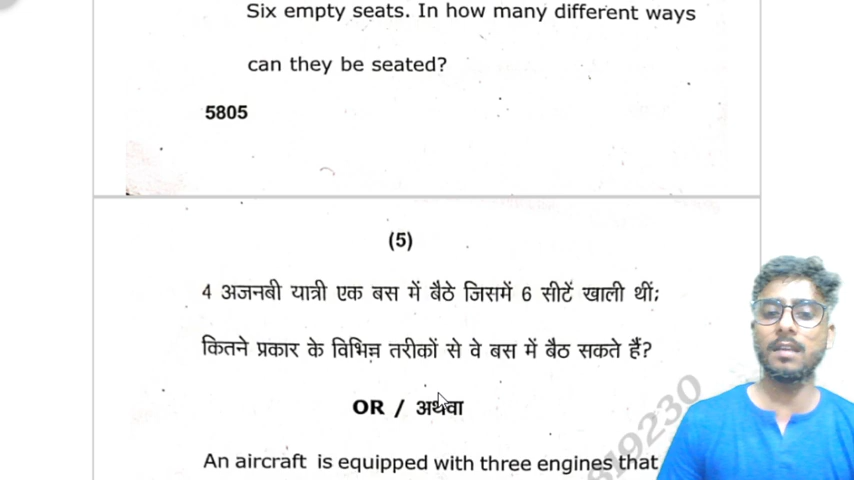 Six empty seats. In how many different ways
can they be seated?
5805
(5)
4 अजनबी यात्री एक बस में बैठे जिसमें 6 सीटें खाली थीं;
कितने प्रकार के विभिन्न तरीकों से वे बस में बैठ सकते हैं?
OR / अथवा
An aircraft is equipped with three engines that
819230